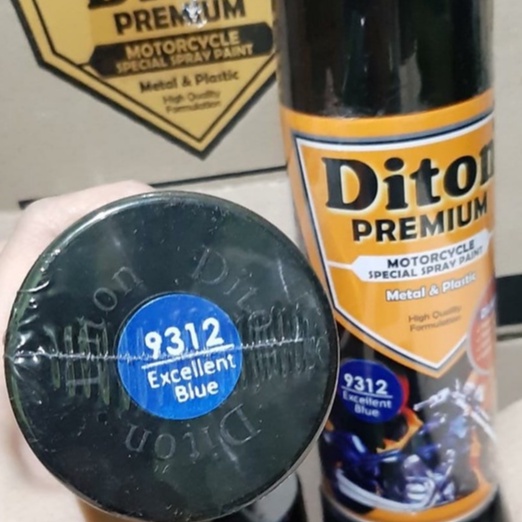 PREMIUM
MOTORCYCLE
SPECIAL SPRAY PAINT
Metal & Plastic
High Quality
Formulation
Diton
PREMIUM
MOTORCYCLE
SPECIAL SPRAY PAINT
Metal & Plastic
High Quality
Formulation
9312
Excellent
Blue
Diton
Diton
Diton
9312
Excellent
Blue